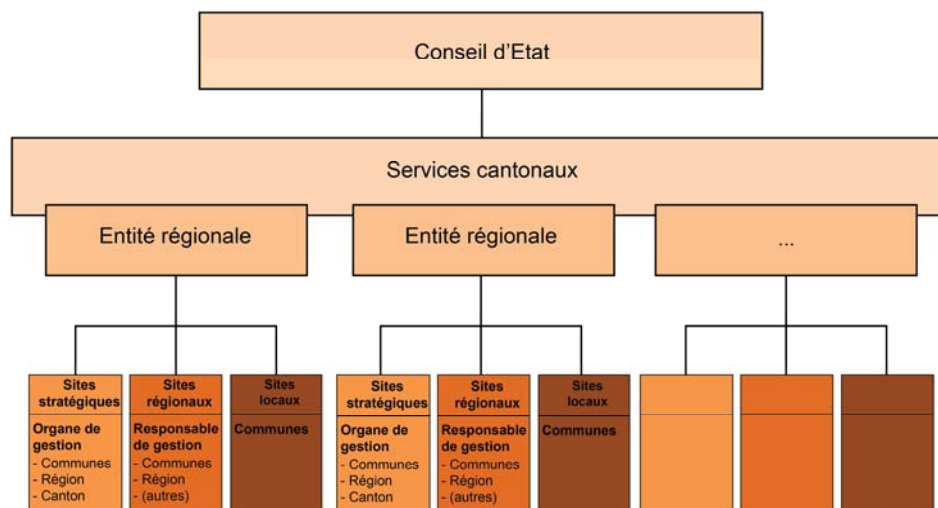 Conseil d'Etat
Services cantonaux
Entité régionale
Entité régionale
...
Sites
stratégiques
Organe de
gestion
- Communes
- Région
- Canton
Sites
régionaux
Responsable
de gestion
- Communes
- Région
- (autres)
Sites
locaux
Communes
Sites
stratégiques
Organe de
gestion
- Communes
- Région
- Canton
Sites
régionaux
Responsable
de gestion
- Communes
- Région
- (autres)
Sites
locaux
Communes